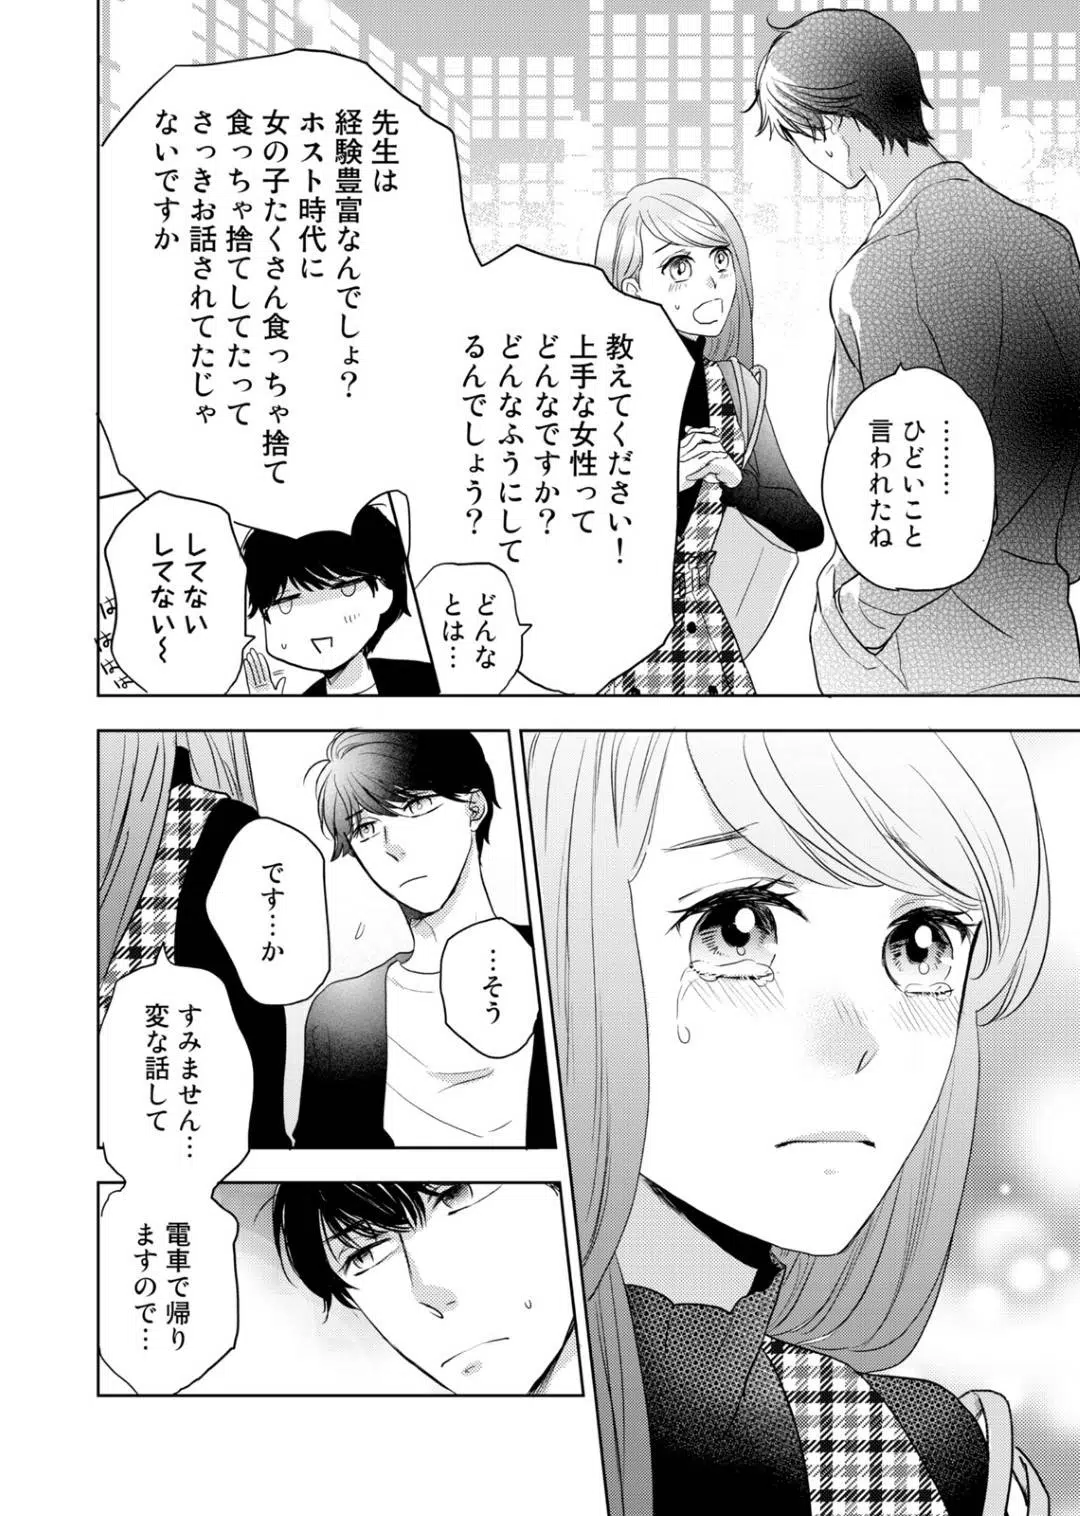 ………
ひどいこと
言われたね
教えてください!
上手な女性って
どんなですか?
どんなふうにして
るんでしょう?
先生は
経験豊富なんでしょ?
ホスト時代に
女の子たくさん食っちゃ捨て
食っちゃ捨てしてたって
さっきお話されてたじゃ
ないですか
どんな
とは…
してない
してない〜
はははは
…そう
です…か
すみません…
変な話して
電車で帰り
ますので…